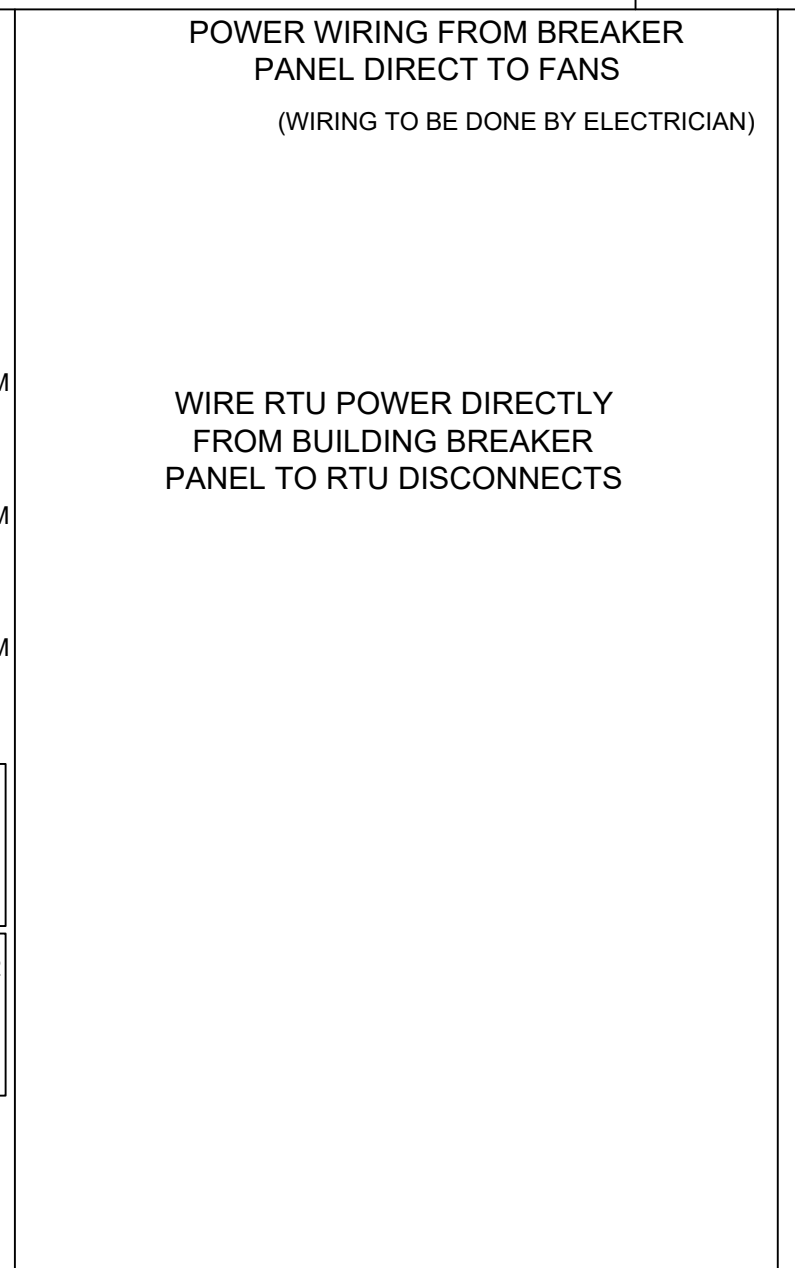 POWER WIRING FROM BREAKER
PANEL DIRECT TO FANS
(WIRING TO BE DONE BY ELECTRICIAN)
M
WIRE RTU POWER DIRECTLY
FROM BUILDING BREAKER
PANEL TO RTU DISCONNECTS
M
M